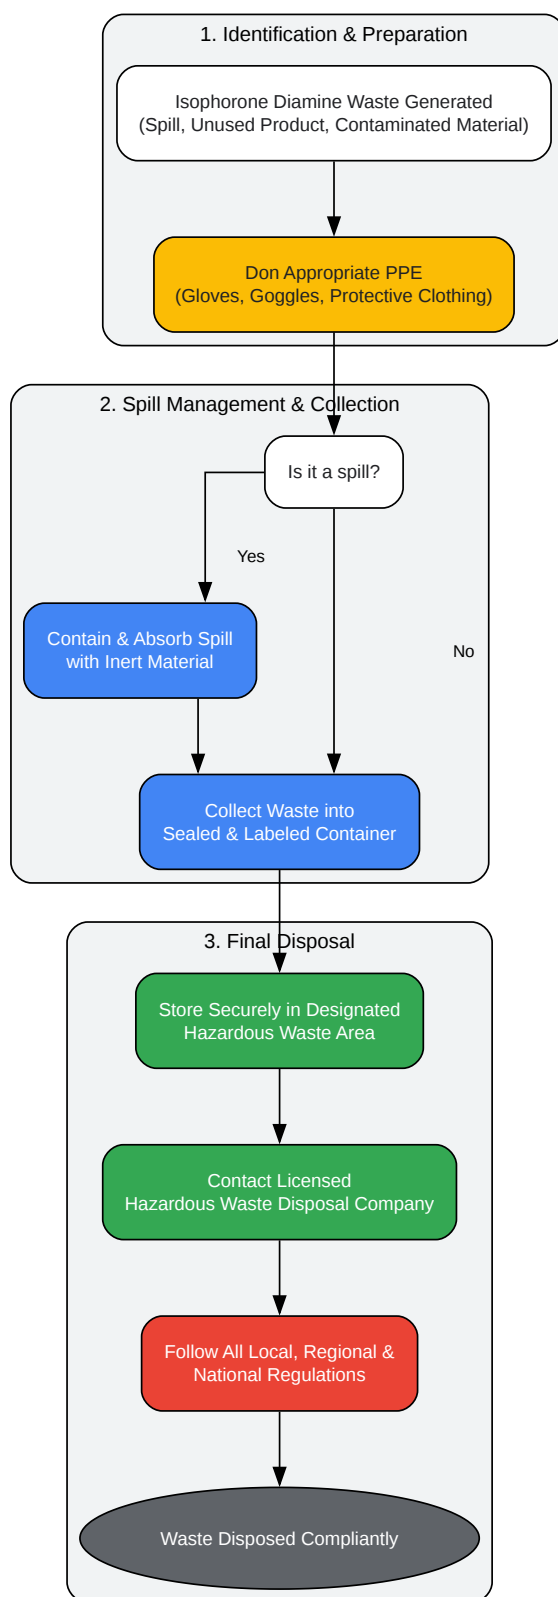 1. Identification & Preparation
Isophorone Diamine Waste Generated
(Spill, Unused Product, Contaminated Material)
Don Appropriate PPE
(Gloves, Goggles, Protective Clothing)
2. Spill Management & Collection
Is it a spill?
Yes
Contain & Absorb Spill
with Inert Material
No
Collect Waste into
Sealed & Labeled Container
3. Final Disposal
Store Securely in Designated
Hazardous Waste Area
Contact Licensed
Hazardous Waste Disposal Company
Follow All Local, Regional &
National Regulations
Waste Disposed Compliantly